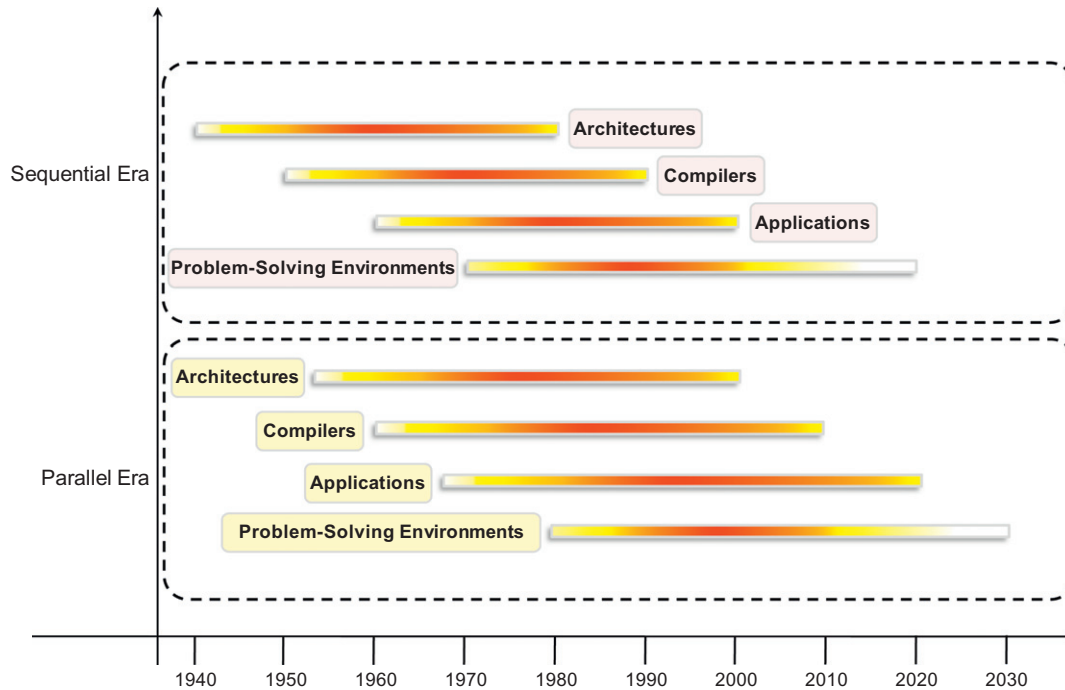 Sequential Era
Architectures
Compilers
Applications
Problem-Solving Environments
Parallel Era
Architectures
Compilers
Applications
Problem-Solving Environments
1940 1950 1960 1970 1980 1990 2000 2010 2020 2030